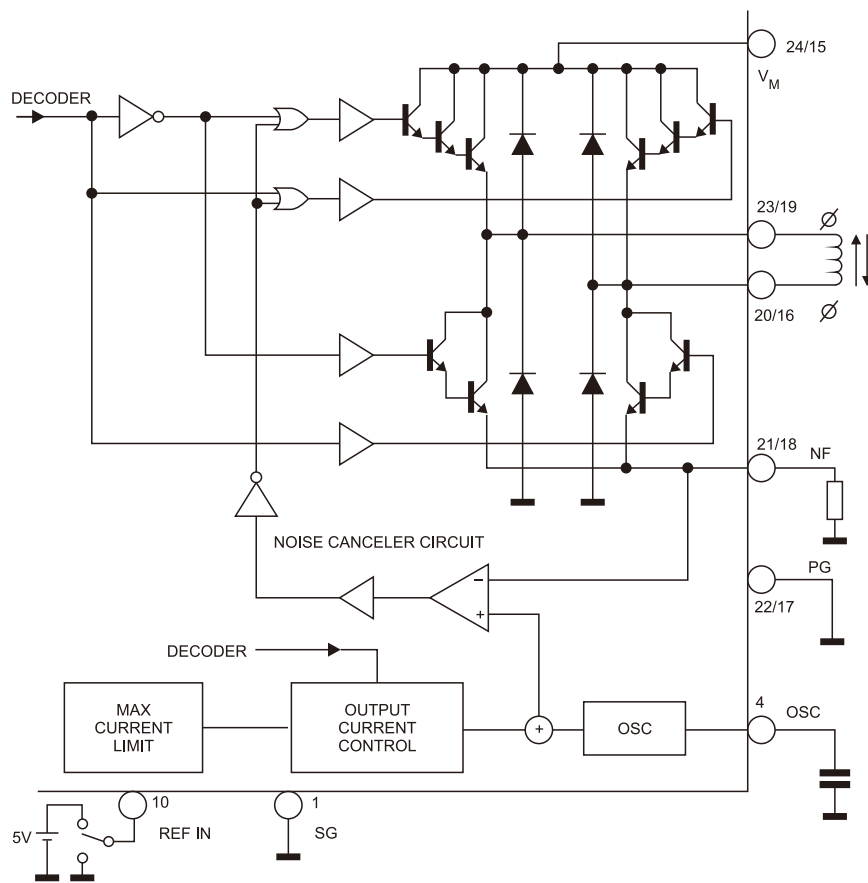 24/15
V_M
DECODER
23/19
20/16
21/18
NF
NOISE CANCELER CIRCUIT
−
PG
+
22/17
DECODER
4
MAX
CURRENT
LIMIT
OUTPUT
CURRENT
CONTROL
+
OSC
OSC
10
1
5V
REF IN
SG